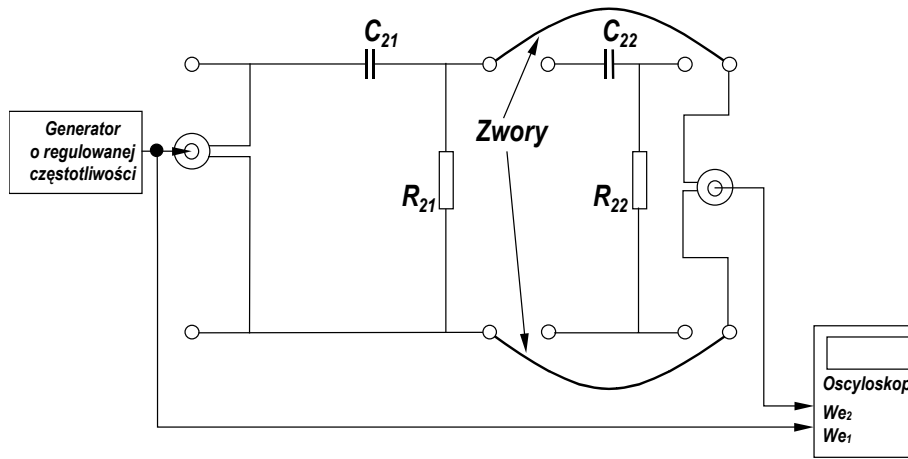 C21
C22
Generator
o regulowanej
częstotliwości
Zwory
R21
R22
Oscyloskop
We2
We1